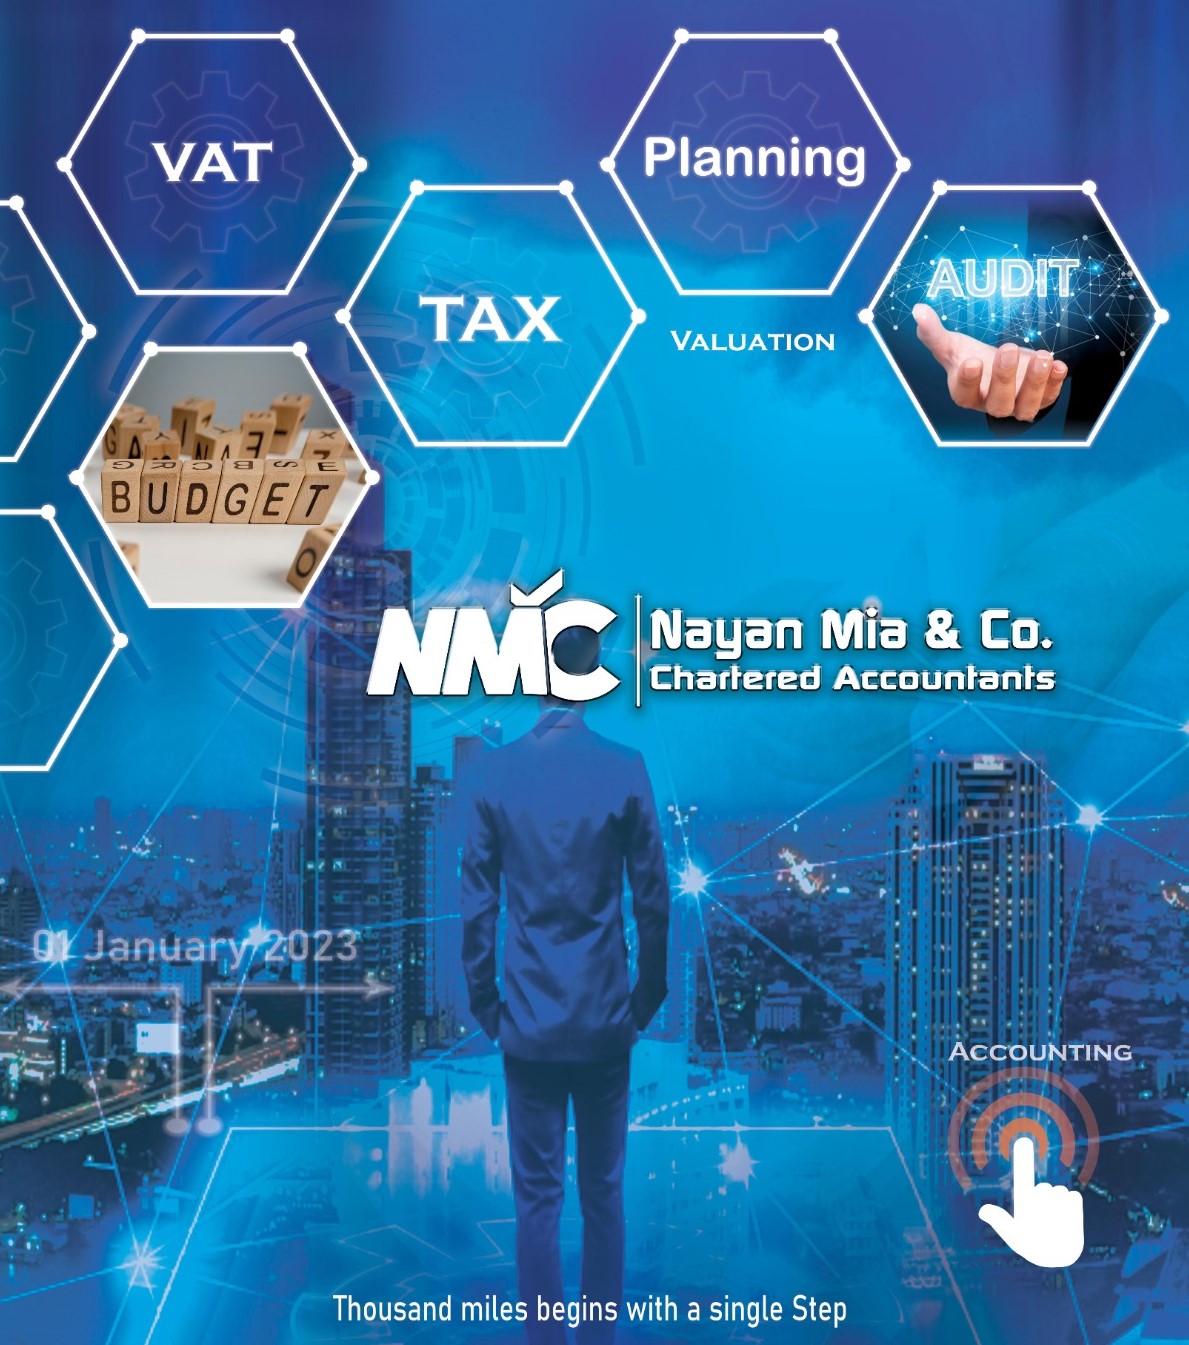 VAT
Planning
TAX
AUDIT
VALUATION
BUDGET
NMC
Nayan Mia & Co.
Chartered Accountants
01 January 2023
ACCOUNTING
Thousand miles begins with a single Step